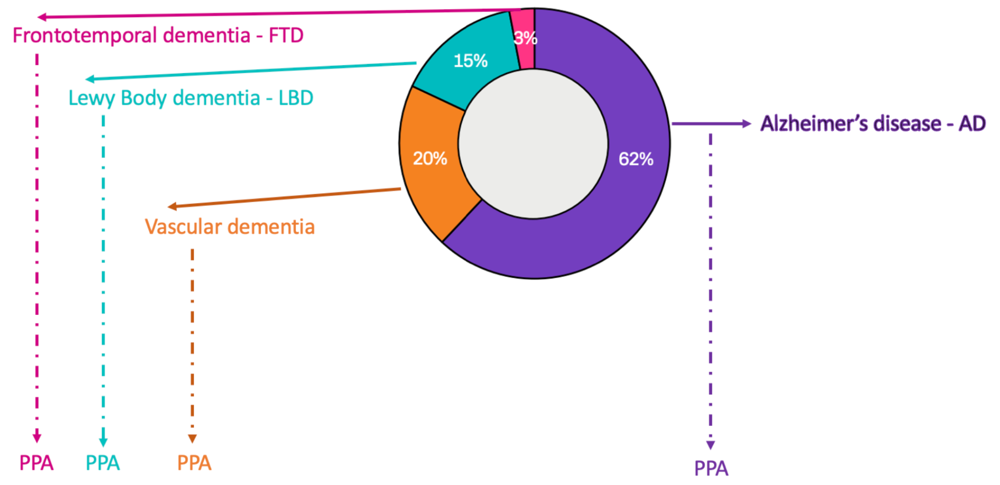 Frontotemporal dementia - FTD
3%
15%
Lewy Body dementia - LBD
Alzheimer’s disease - AD
20%
62%
Vascular dementia
PPA
PPA
PPA
PPA